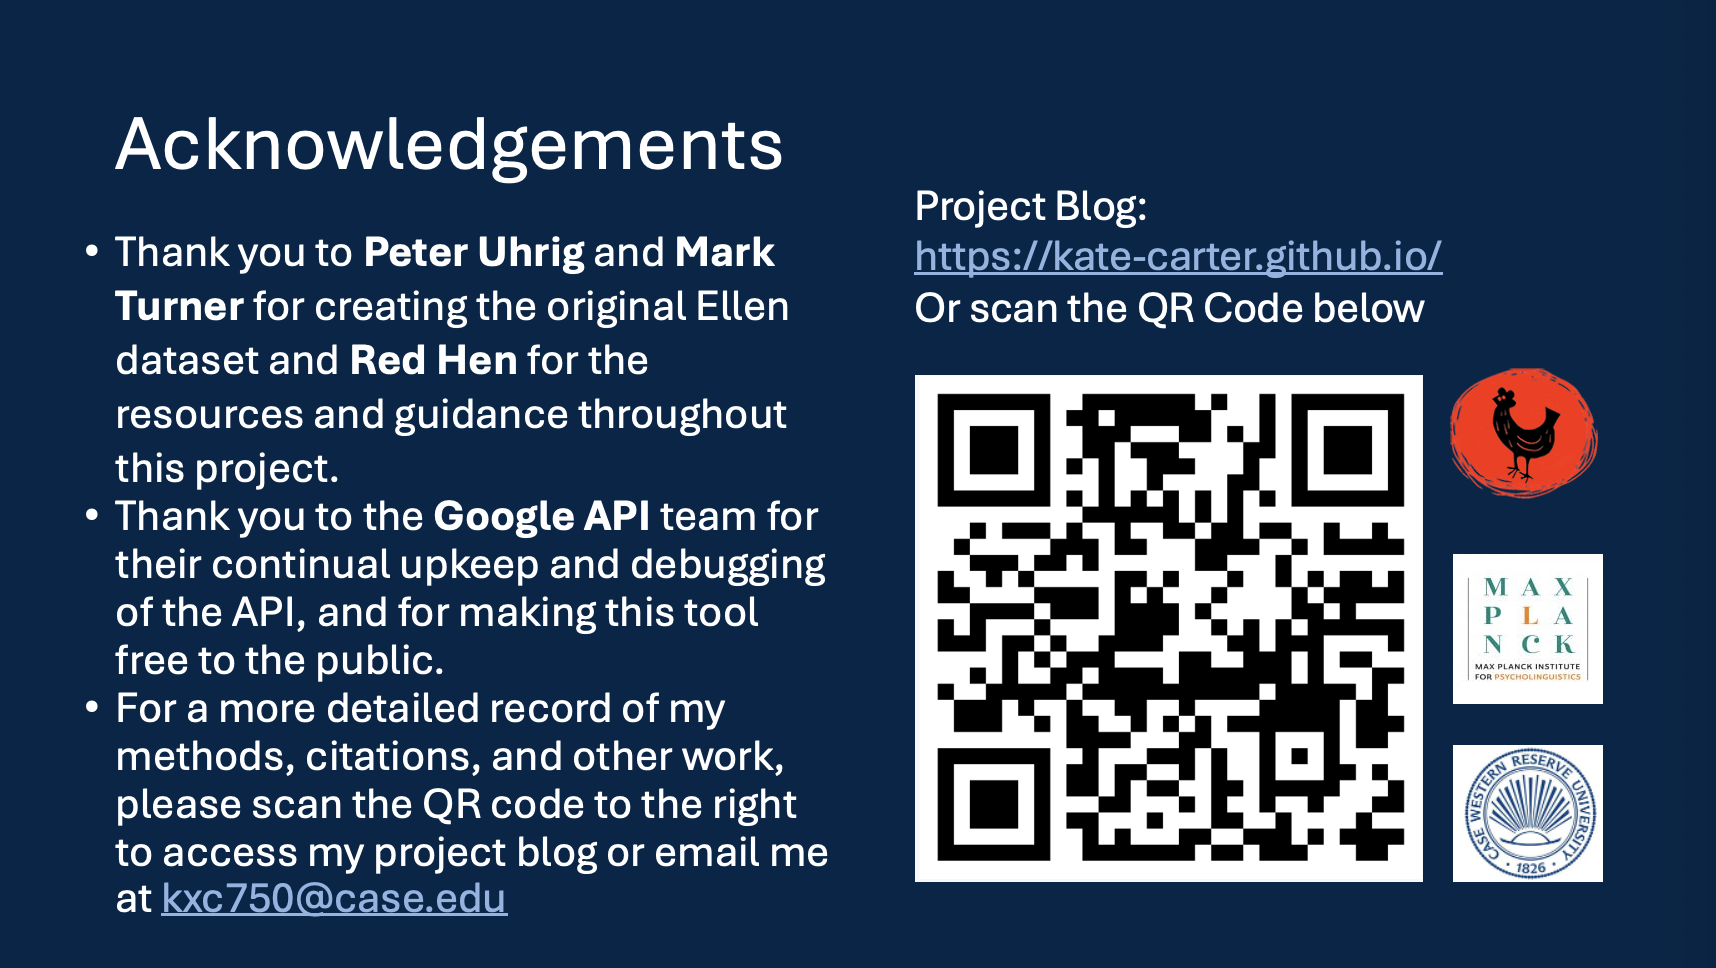 Acknowledgements
• Thank you to Peter Uhrig and Mark
Turner for creating the original Ellen
dataset and Red Hen for the
resources and guidance throughout
this project.
• Thank you to the Google API team for
their continual upkeep and debugging
of the API, and for making this tool
free to the public.
• For a more detailed record of my
methods, citations, and other work,
please scan the QR code to the right
to access my project blog or email me
at kxc750@case.edu
Project Blog:
https://kate-carter.github.io/
Or scan the QR Code below
MAX
PLA
NCK
MAX PLANCK INSTITUTE
FOR PSYCHOLINGUISTICS
CASE WESTERN RESERVE UNIVERSITY
· 1826 ·